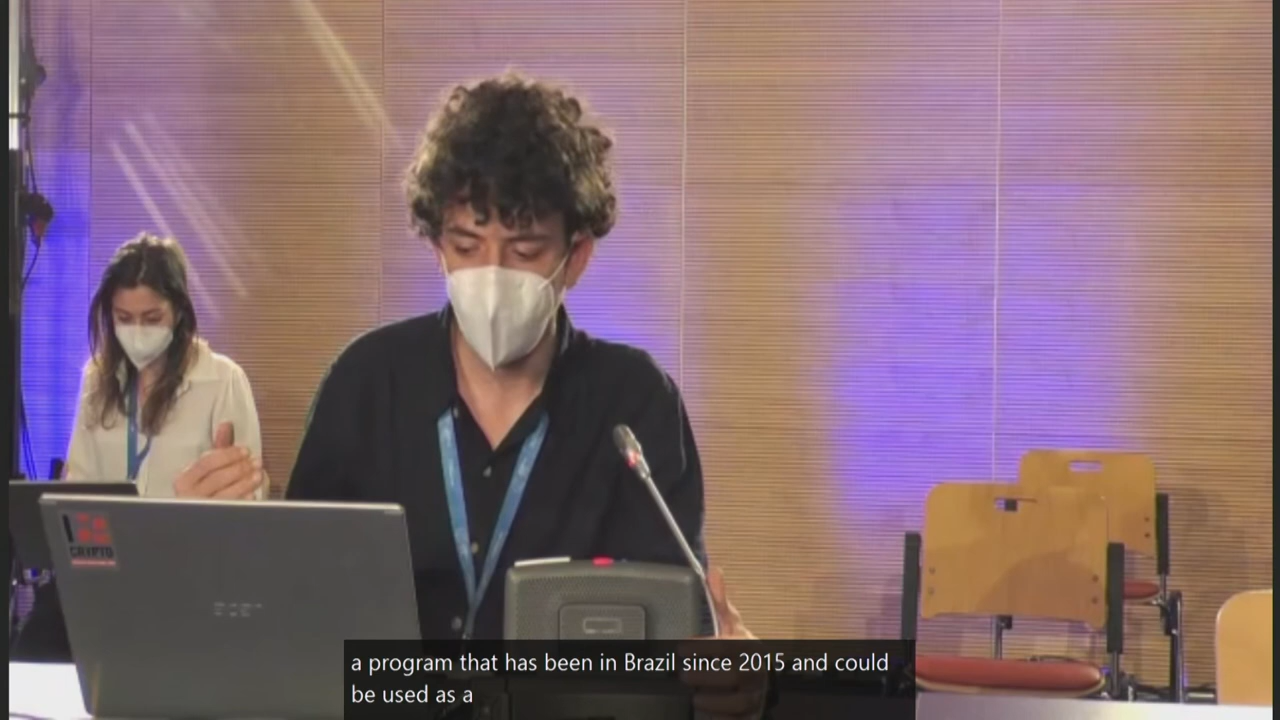 CRYPTO
a program that has been in Brazil since 2015 and could
be used as a